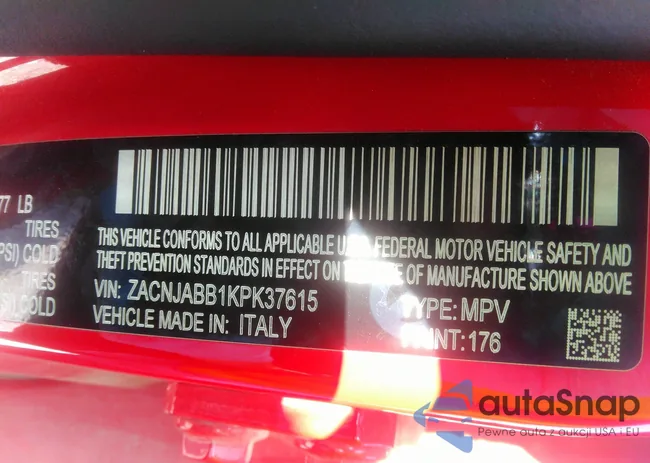 77 LB
TIRES
PSI) COLD
TIRES
SI) COLD
THIS VEHICLE CONFORMS TO ALL APPLICABLE FEDERAL MOTOR VEHICLE SAFETY AND
THEFT PREVENTION STANDARDS IN EFFECT ON OF MANUFACTURE SHOWN ABOVE
VIN: ZACNJABB1KPK37615 TYPE: MPV
VEHICLE MADE IN: ITALY :176
autoSnap
Pewne auta z aukcji USA i EU